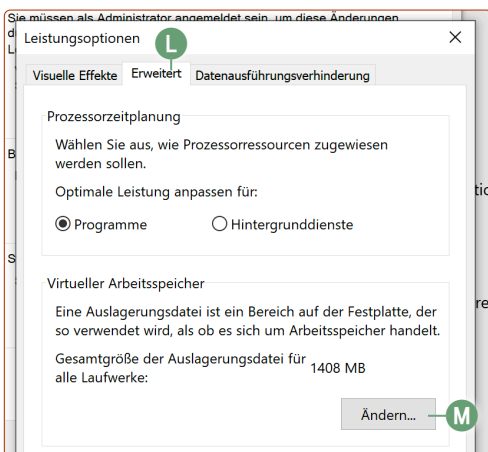 Sie müssen als Administrator angemeldet sein, um diese Änderungen
Leistungsoptionen
L
Visuelle Effekte Erweitert Datenausführungsverhinderung
Prozessorzeitplanung
Wählen Sie aus, wie Prozessorressourcen zugewiesen
werden sollen.
Optimale Leistung anpassen für:
Programme Hintergrunddienste
Virtueller Arbeitsspeicher
Eine Auslagerungsdatei ist ein Bereich auf der Festplatte, der
so verwendet wird, als ob es sich um Arbeitsspeicher handelt.
Gesamtgröße der Auslagerungsdatei für 1408 MB
alle Laufwerke:
Ändern... M